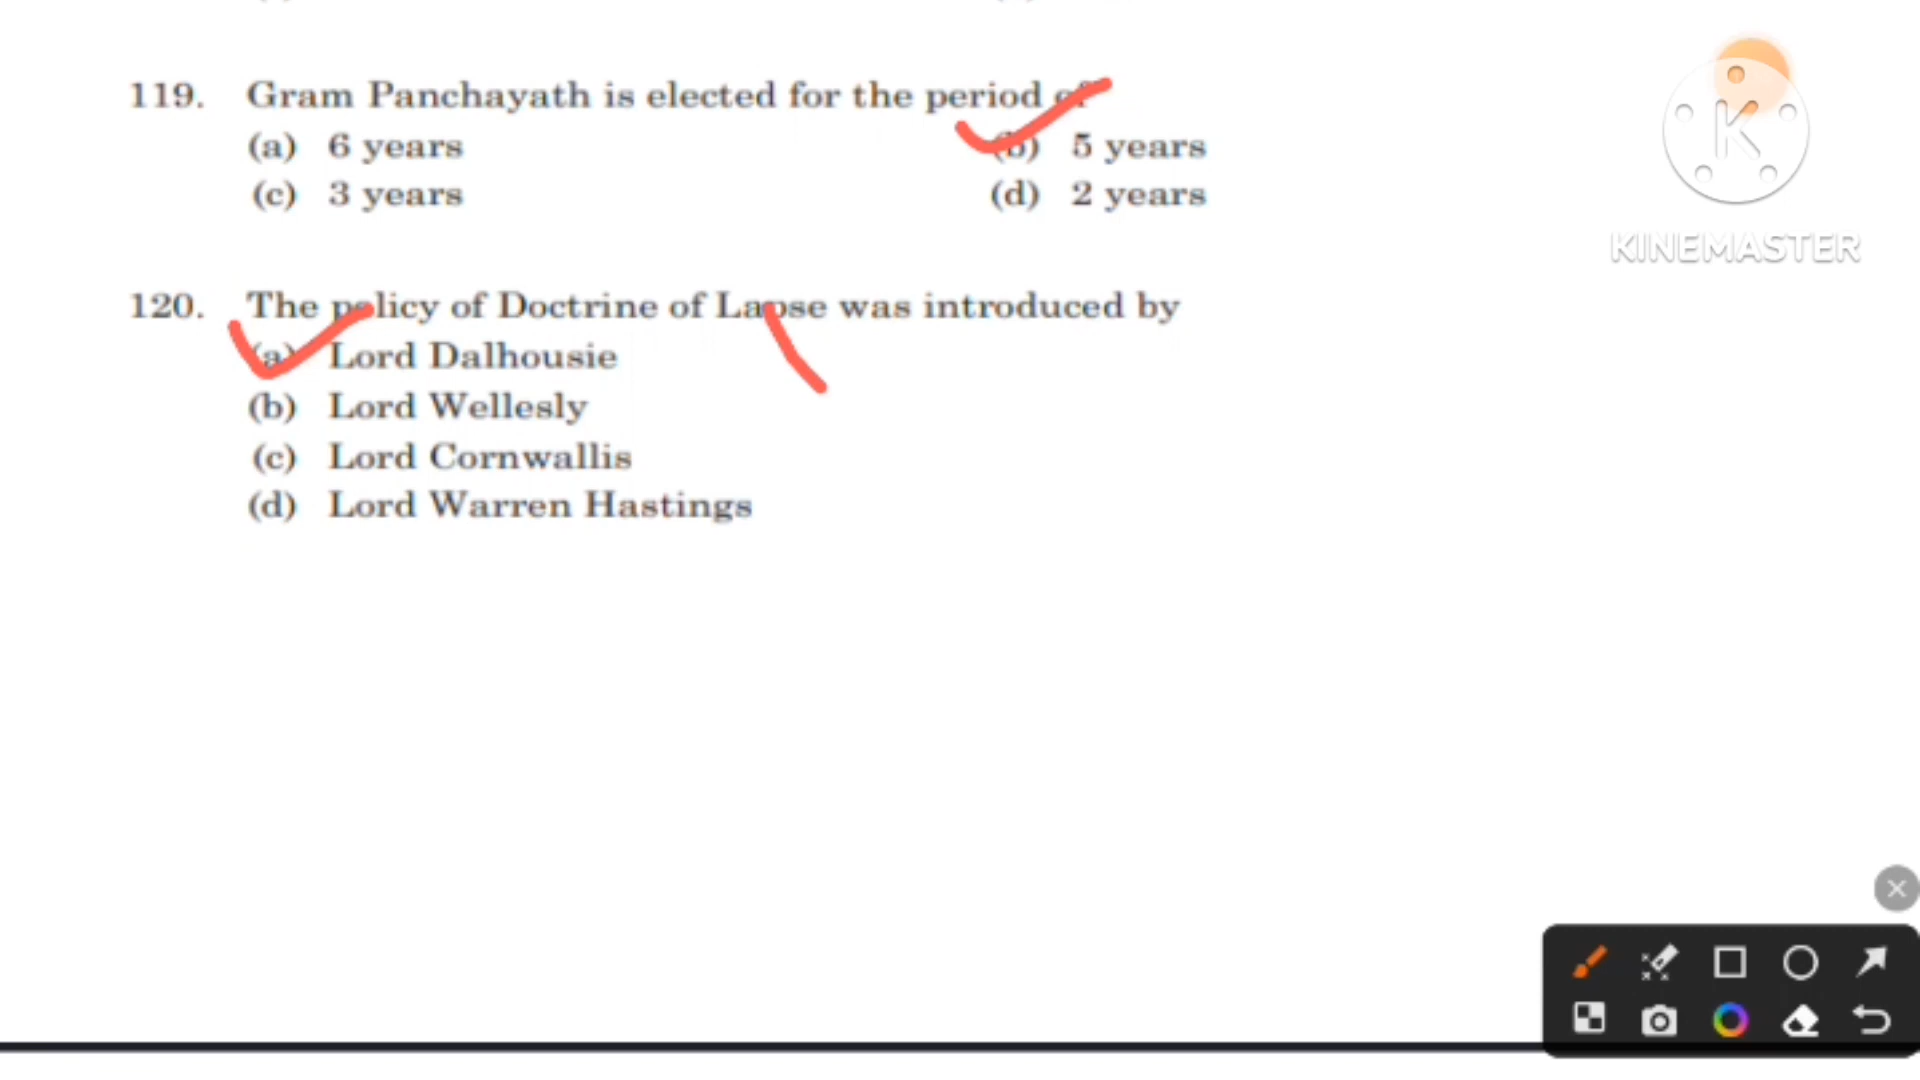 119. Gram Panchayath is elected for the period of
(a) 6 years (b) 5 years
(c) 3 years (d) 2 years
120. The policy of Doctrine of Lapse was introduced by
(a) Lord Dalhousie
(b) Lord Wellesly
(c) Lord Cornwallis
(d) Lord Warren Hastings
K
KINEMASTER